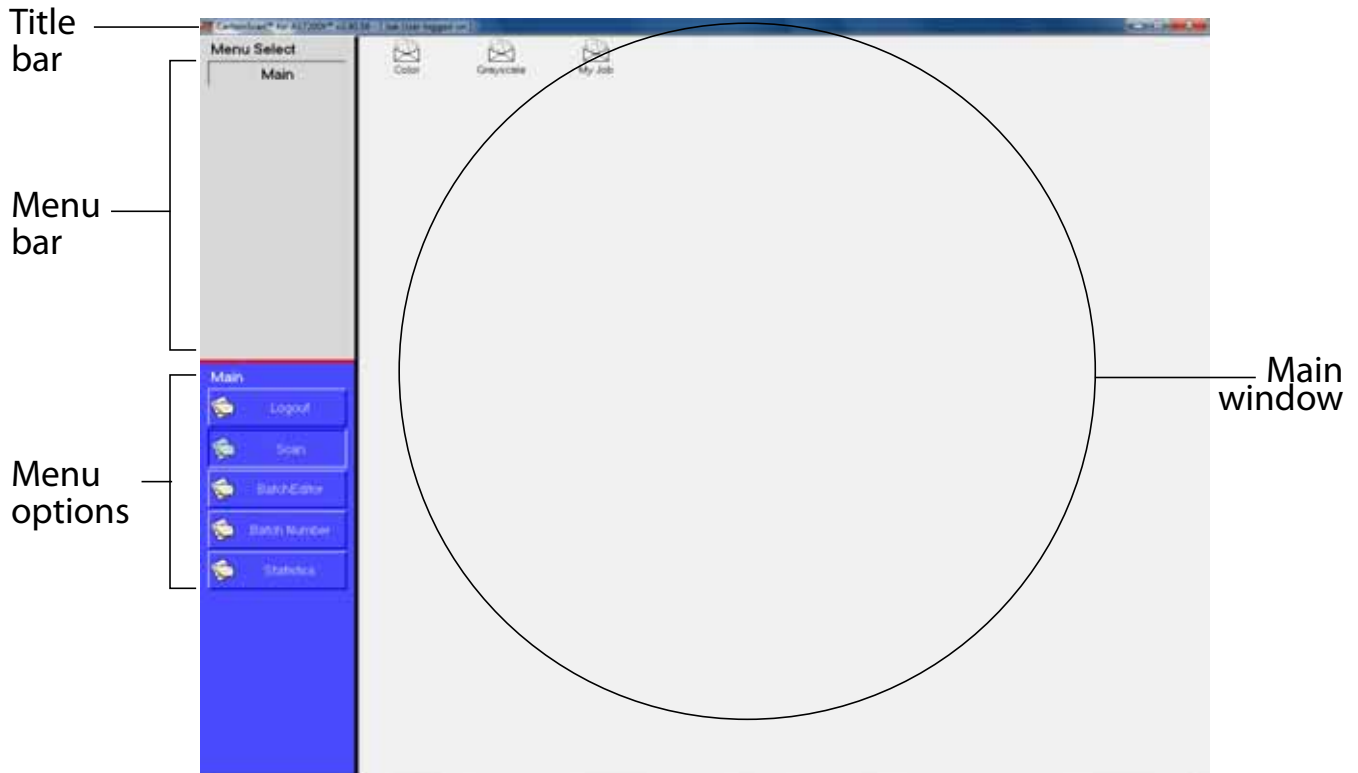 Title
bar
Menu Select
Main
Color
Grayscale
My Job
Menu
bar
Main
window
Main
Logout
Scan
BatchEditor
Batch Number
Statistics
Menu
options